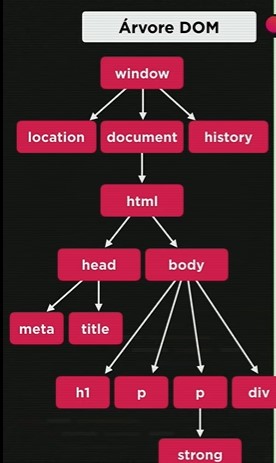 Árvore DOM
window
location document history
html
head body
meta title
h1 p p div
strong